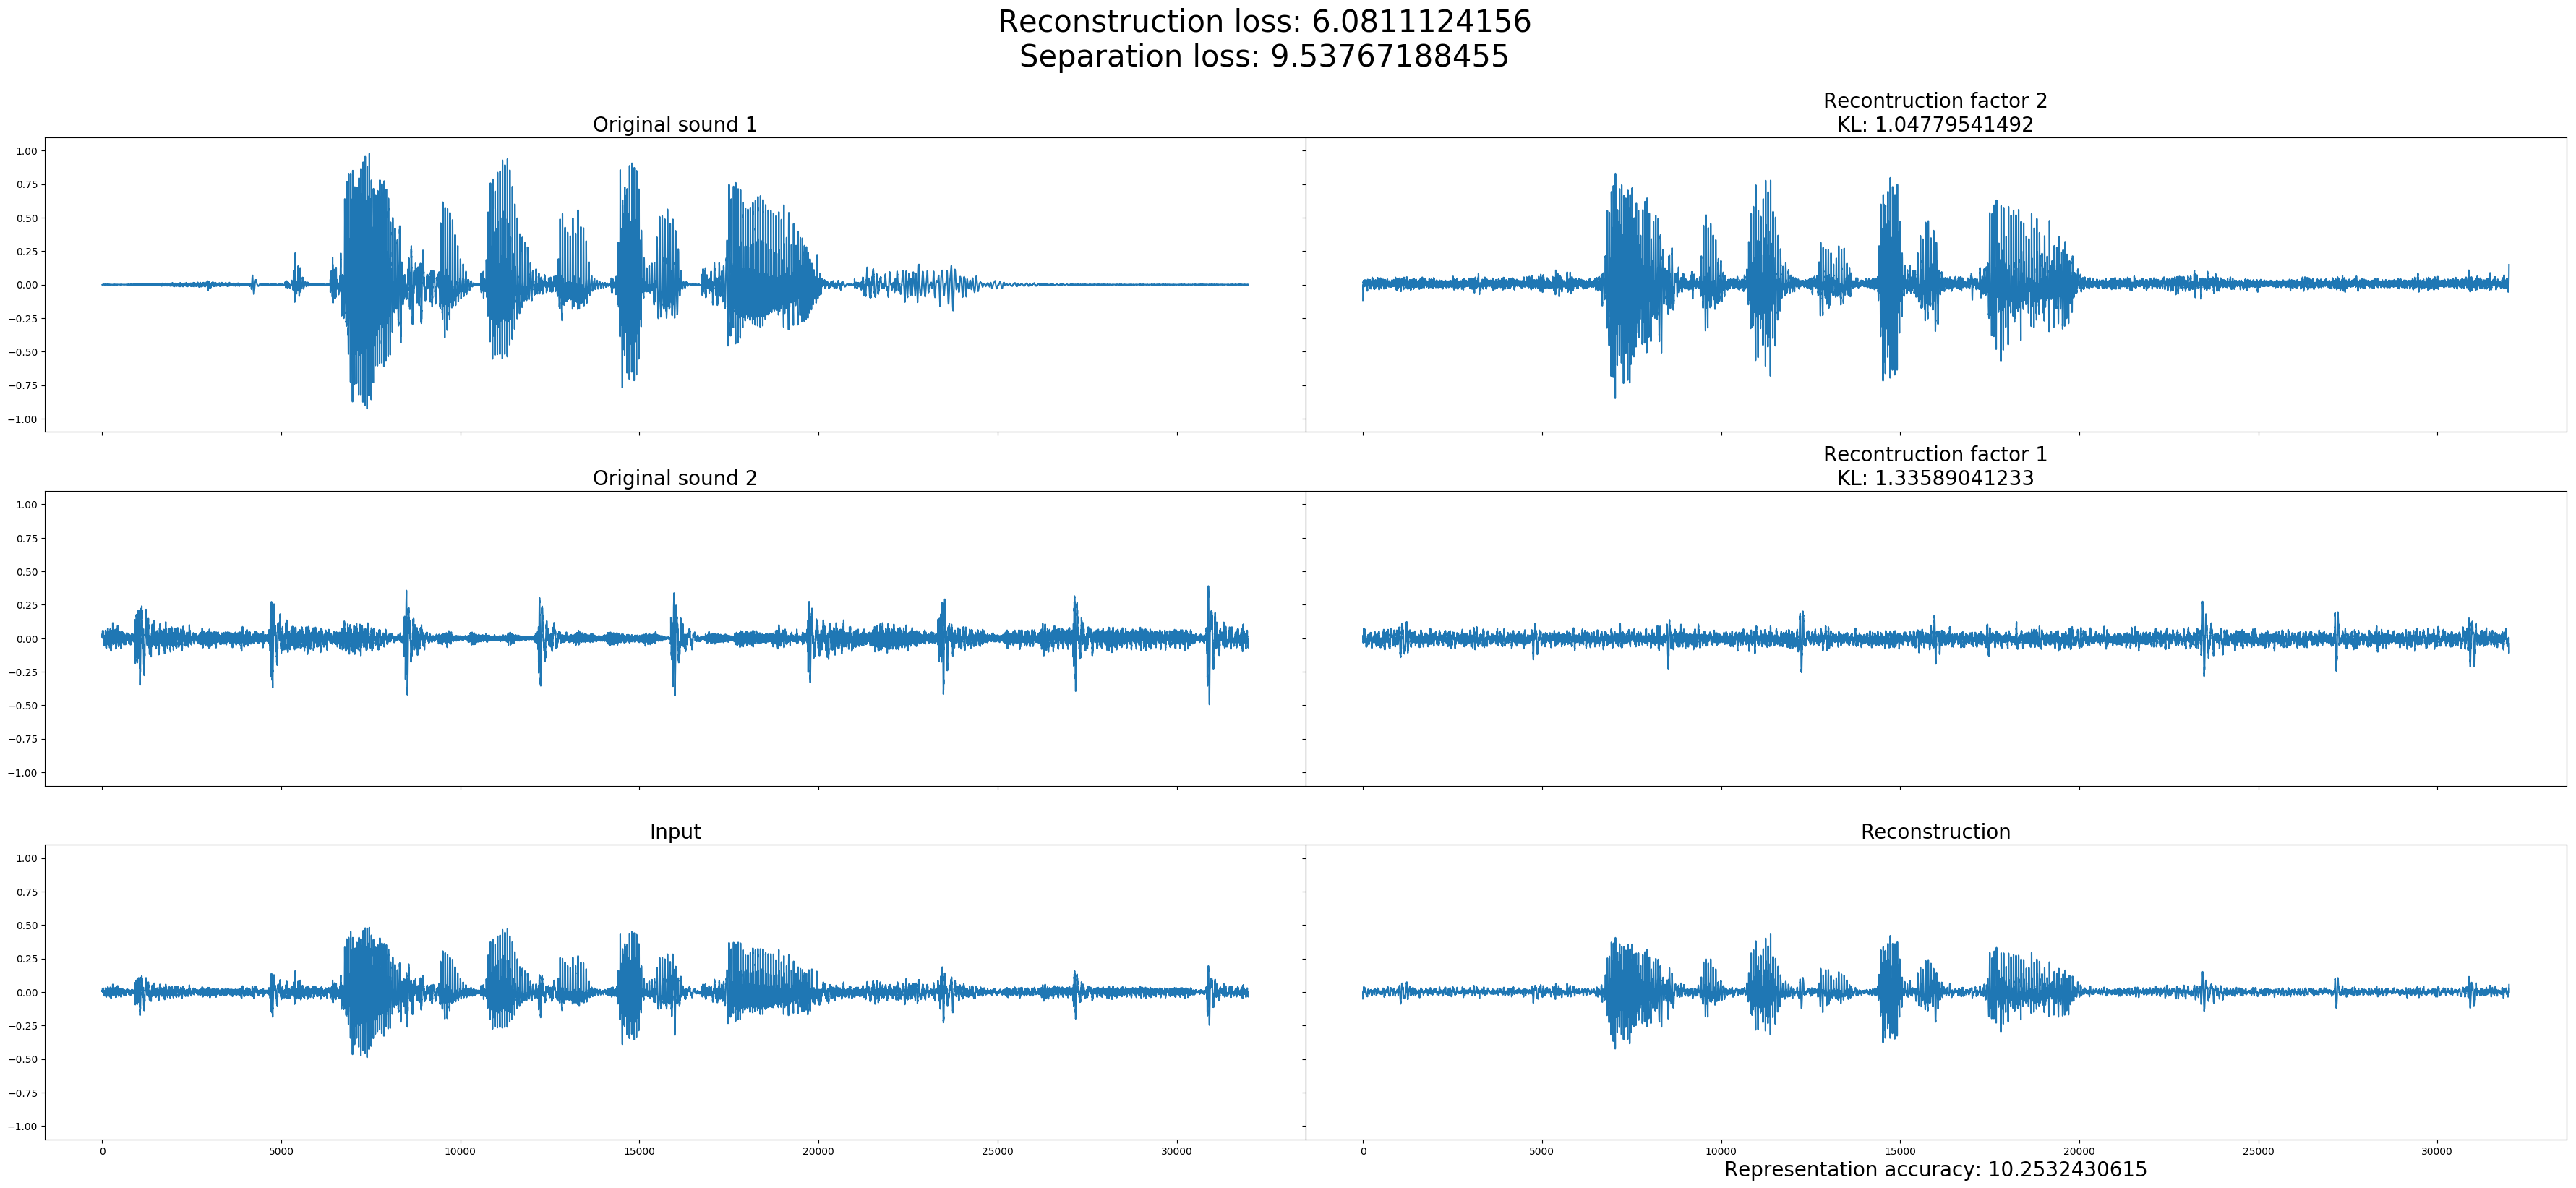 Reconstruction loss: 6.0811124156
Separation loss: 9.53767188455
Original sound 1
Recontruction factor 2
KL: 1.04779541492
1.00
0.75
0.50
0.25
0.00
−0.25
−0.50
−0.75
−1.00
Original sound 2
Recontruction factor 1
KL: 1.33589041233
1.00
0.75
0.50
0.25
0.00
−0.25
−0.50
−0.75
−1.00
Input
Reconstruction
1.00
0.75
0.50
0.25
0.00
−0.25
−0.50
−0.75
−1.00
0 5000 10000 15000 20000 25000 30000
0 5000 10000 15000 20000 25000 30000
Representation accuracy: 10.2532430615